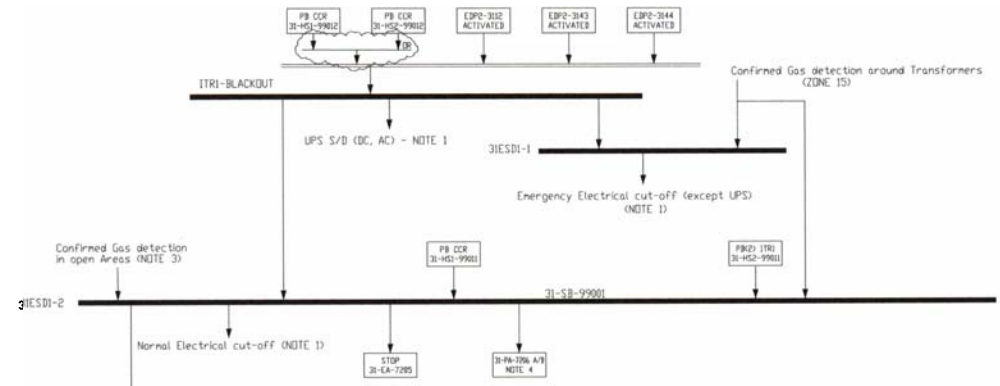 PB CCR
31-HS1-99012
PB CCR
31-HS2-99012
EDP2-3112
ACTIVATED
EDP2-3143
ACTIVATED
EDP2-3144
ACTIVATED
OR
ITR1-BLACKOUT
Confirmed Gas detection around Transformers
(ZONE 15)
UPS S/D (DC, AC) - NOTE 1
31ESD1-1
Emergency Electrical cut-off (except UPS)
(NOTE 1)
Confirmed Gas detection
in open Areas (NOTE 3)
PB CCR
31-HS1-99011
PB(2) ITR1
31-HS2-99011
31ESD1-2
31-SB-99001
Normal Electrical cut-off (NOTE 1)
STOP
31-EA-7205
31-PA-7206 A/B
NOTE 4